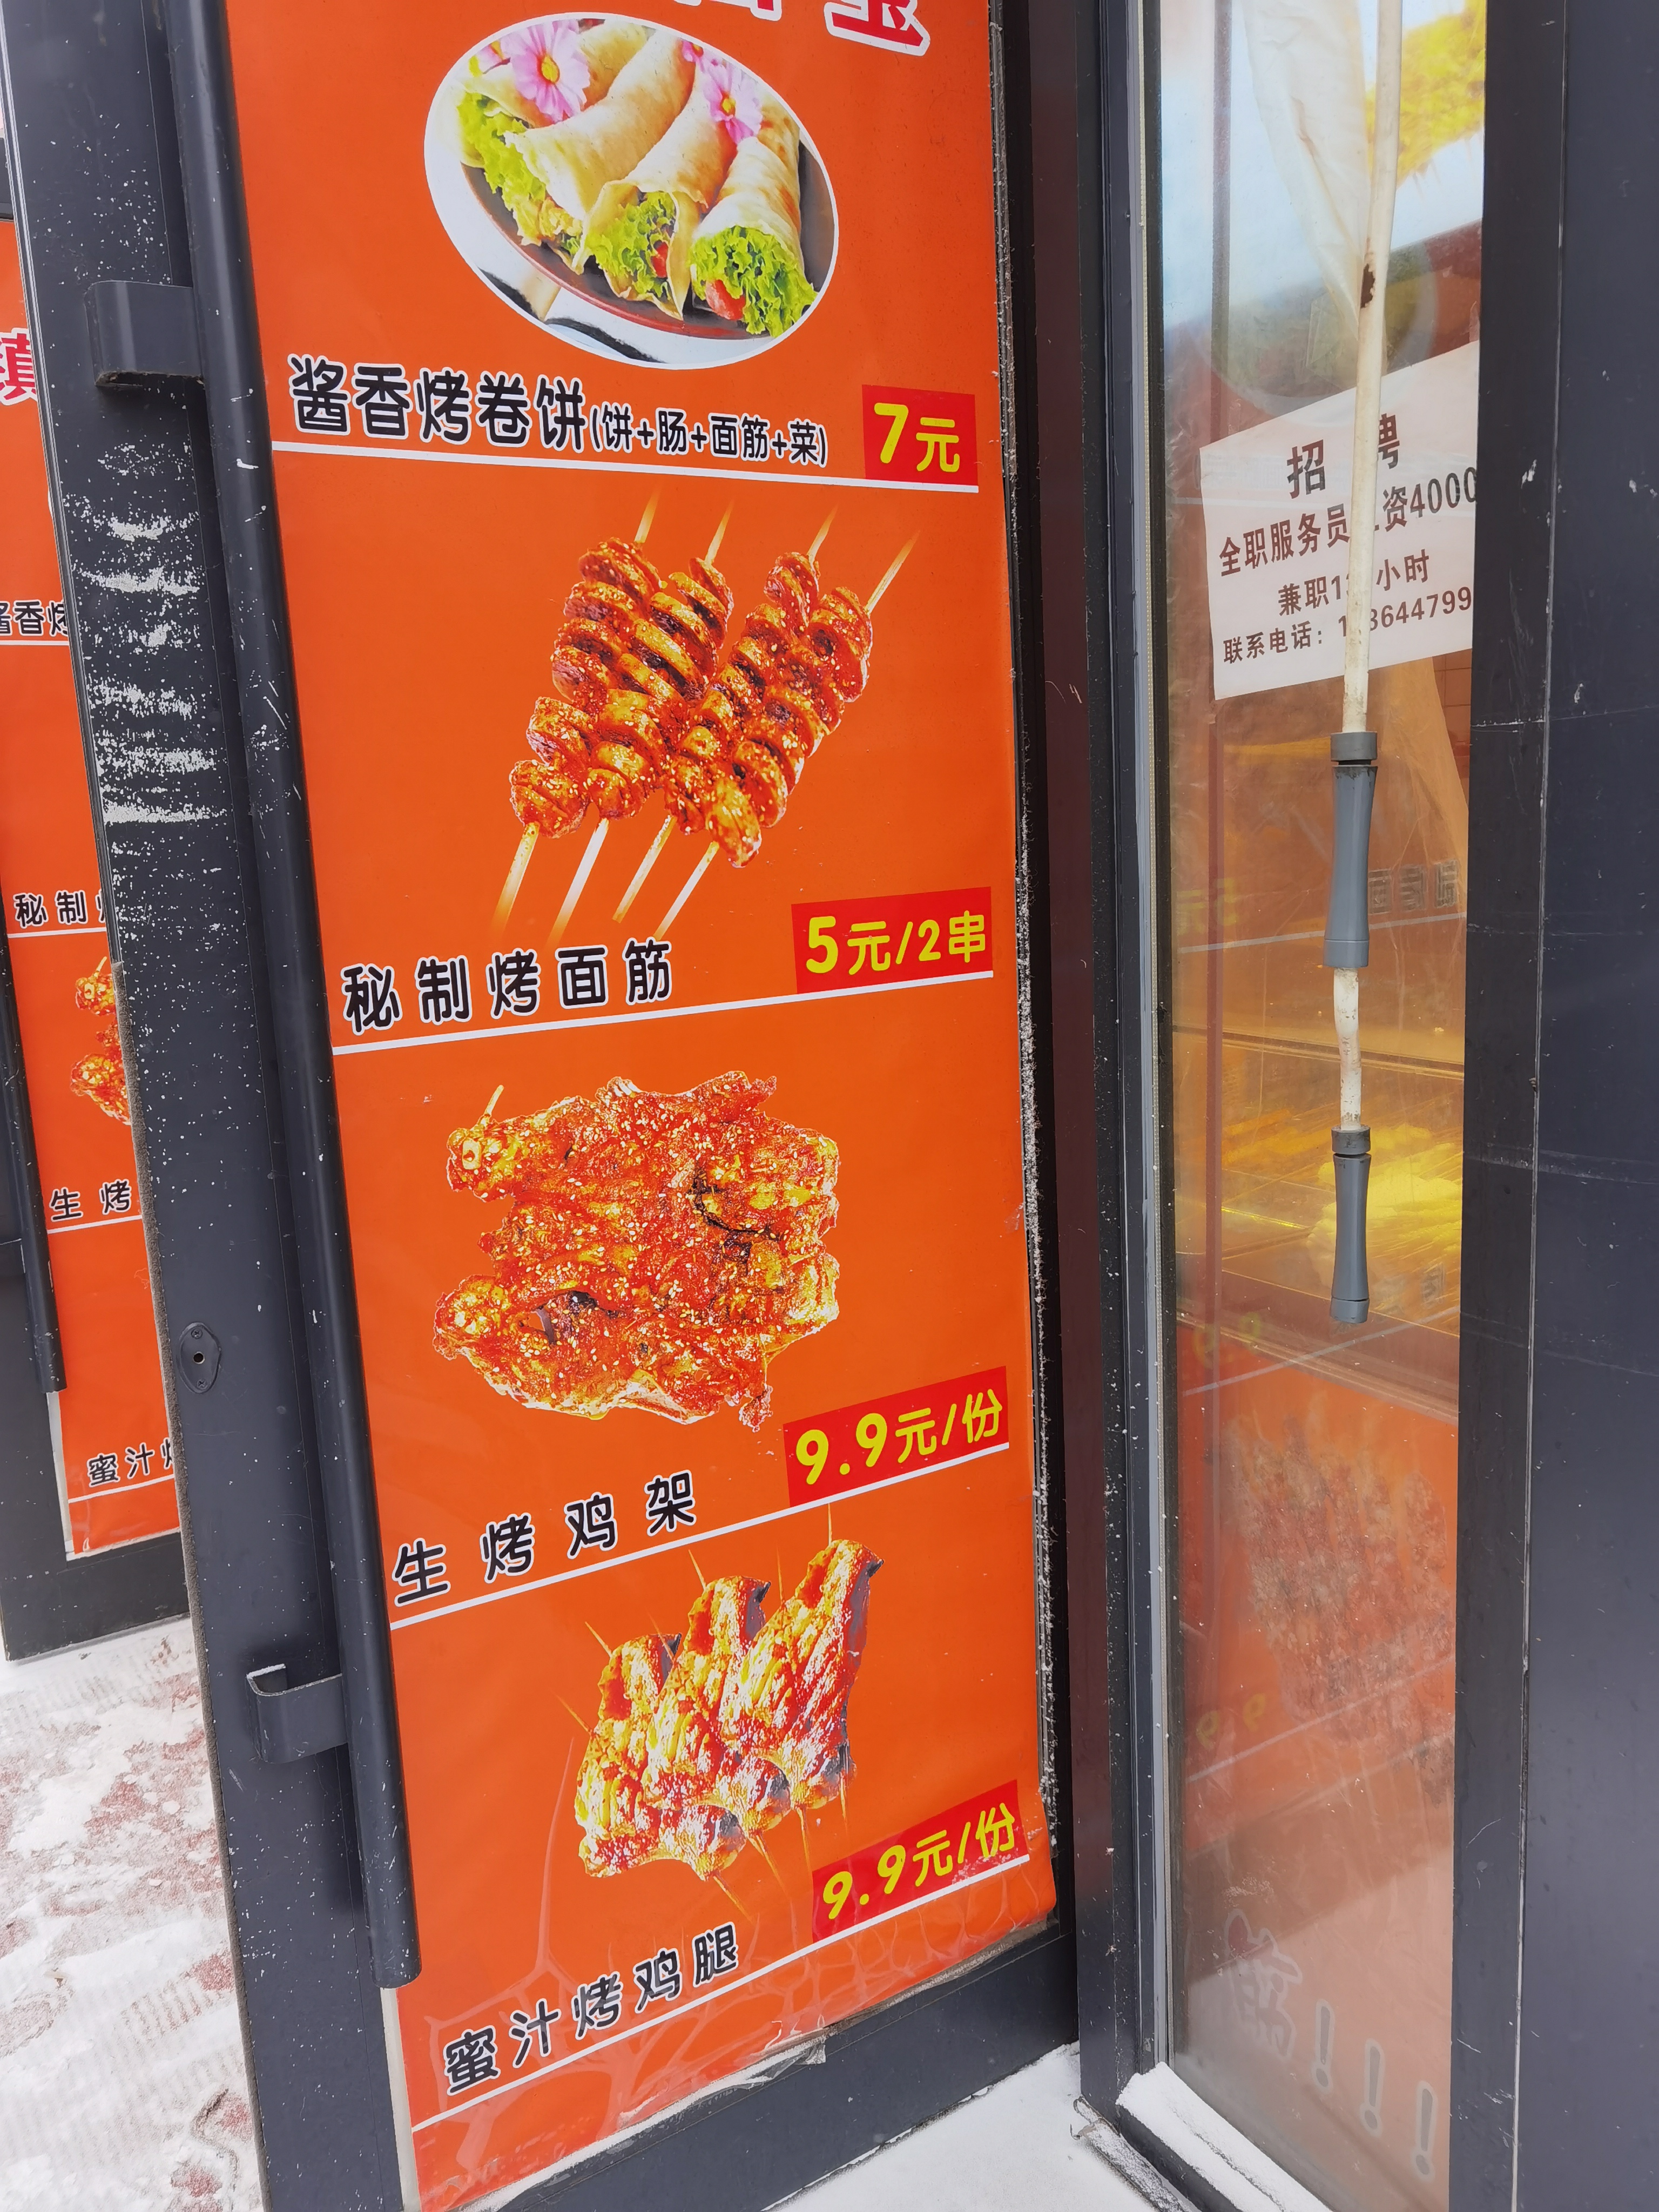 酱香烤卷饼(饼+肠+面筋+菜)
7元
秘制烤面筋
5元/2串
生烤鸡架
9.9元/份
蜜汁烤鸡腿
9.9元/份
招聘
全职服务员 资4000
兼职1 小时
联系电话：1 3644799
酱香烤
秘制烤
生烤
蜜汁烤